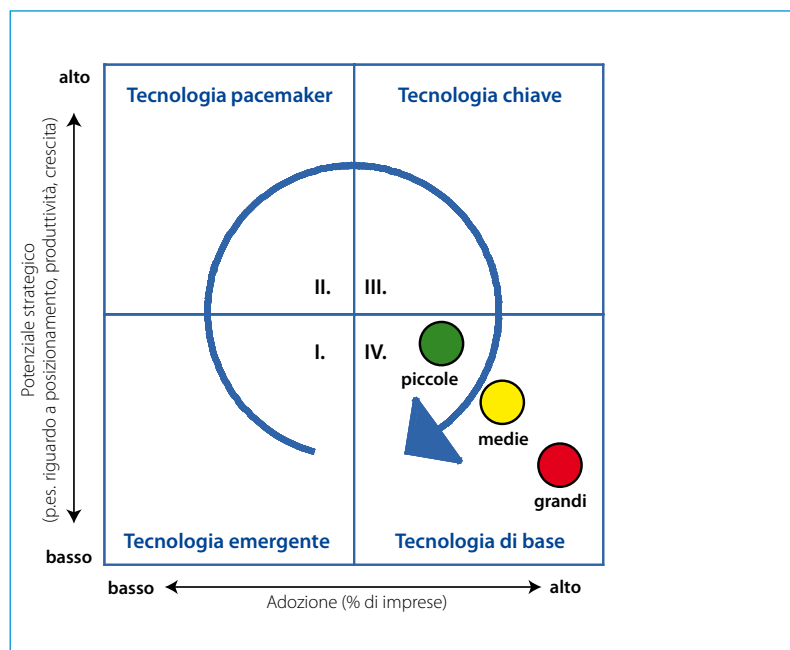 alto
Tecnologia pacemaker
Tecnologia chiave
Potenziale strategico
(p.es. riguardo a posizionamento, produttività, crescita)
II.
III.
I.
IV.
piccole
medie
grandi
Tecnologia emergente
Tecnologia di base
basso
basso
alto
Adozione (% di imprese)